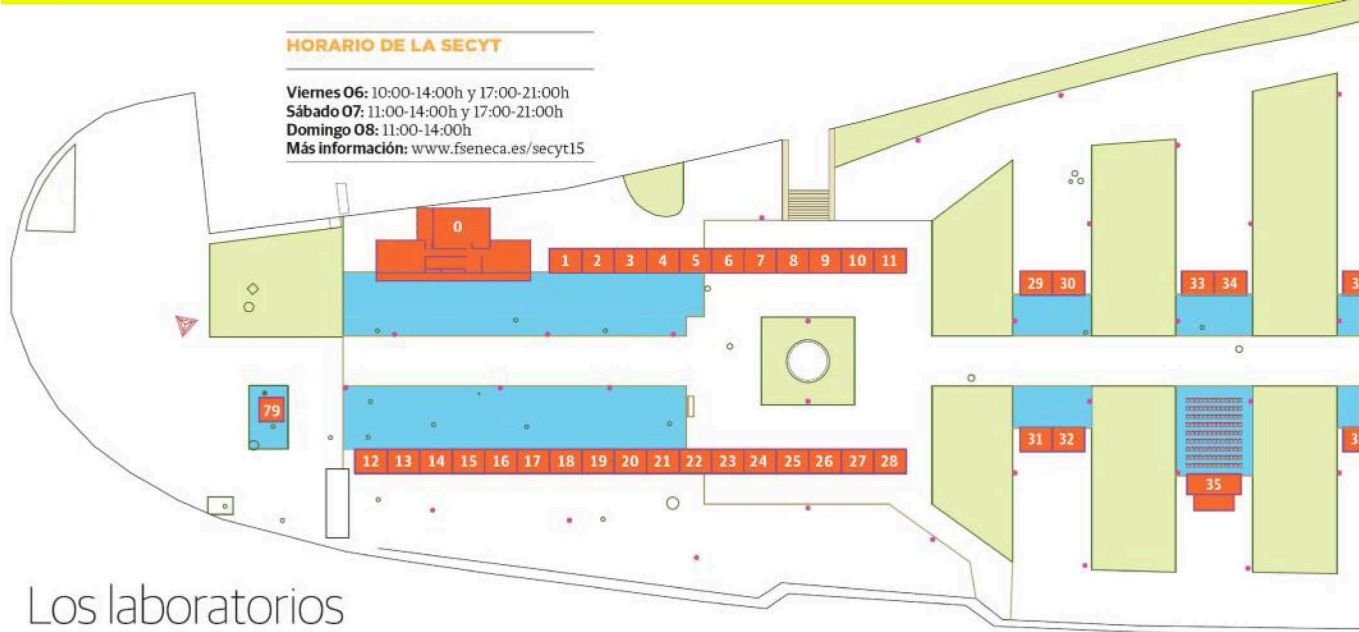 HORARIO DE LA SECYT
Viernes 06: 10:00-14:00h y 17:00-21:00h
Sábado 07: 11:00-14:00h y 17:00-21:00h
Domingo 08: 11:00-14:00h
Más información: www.fseneca.es/secyt15
0
1 2 3 4 5 6 7 8 9 10 11
29 30
33 34
79
12 13 14 15 16 17 18 19 20 21 22 23 24 25 26 27 28
31 32
35
Los laboratorios